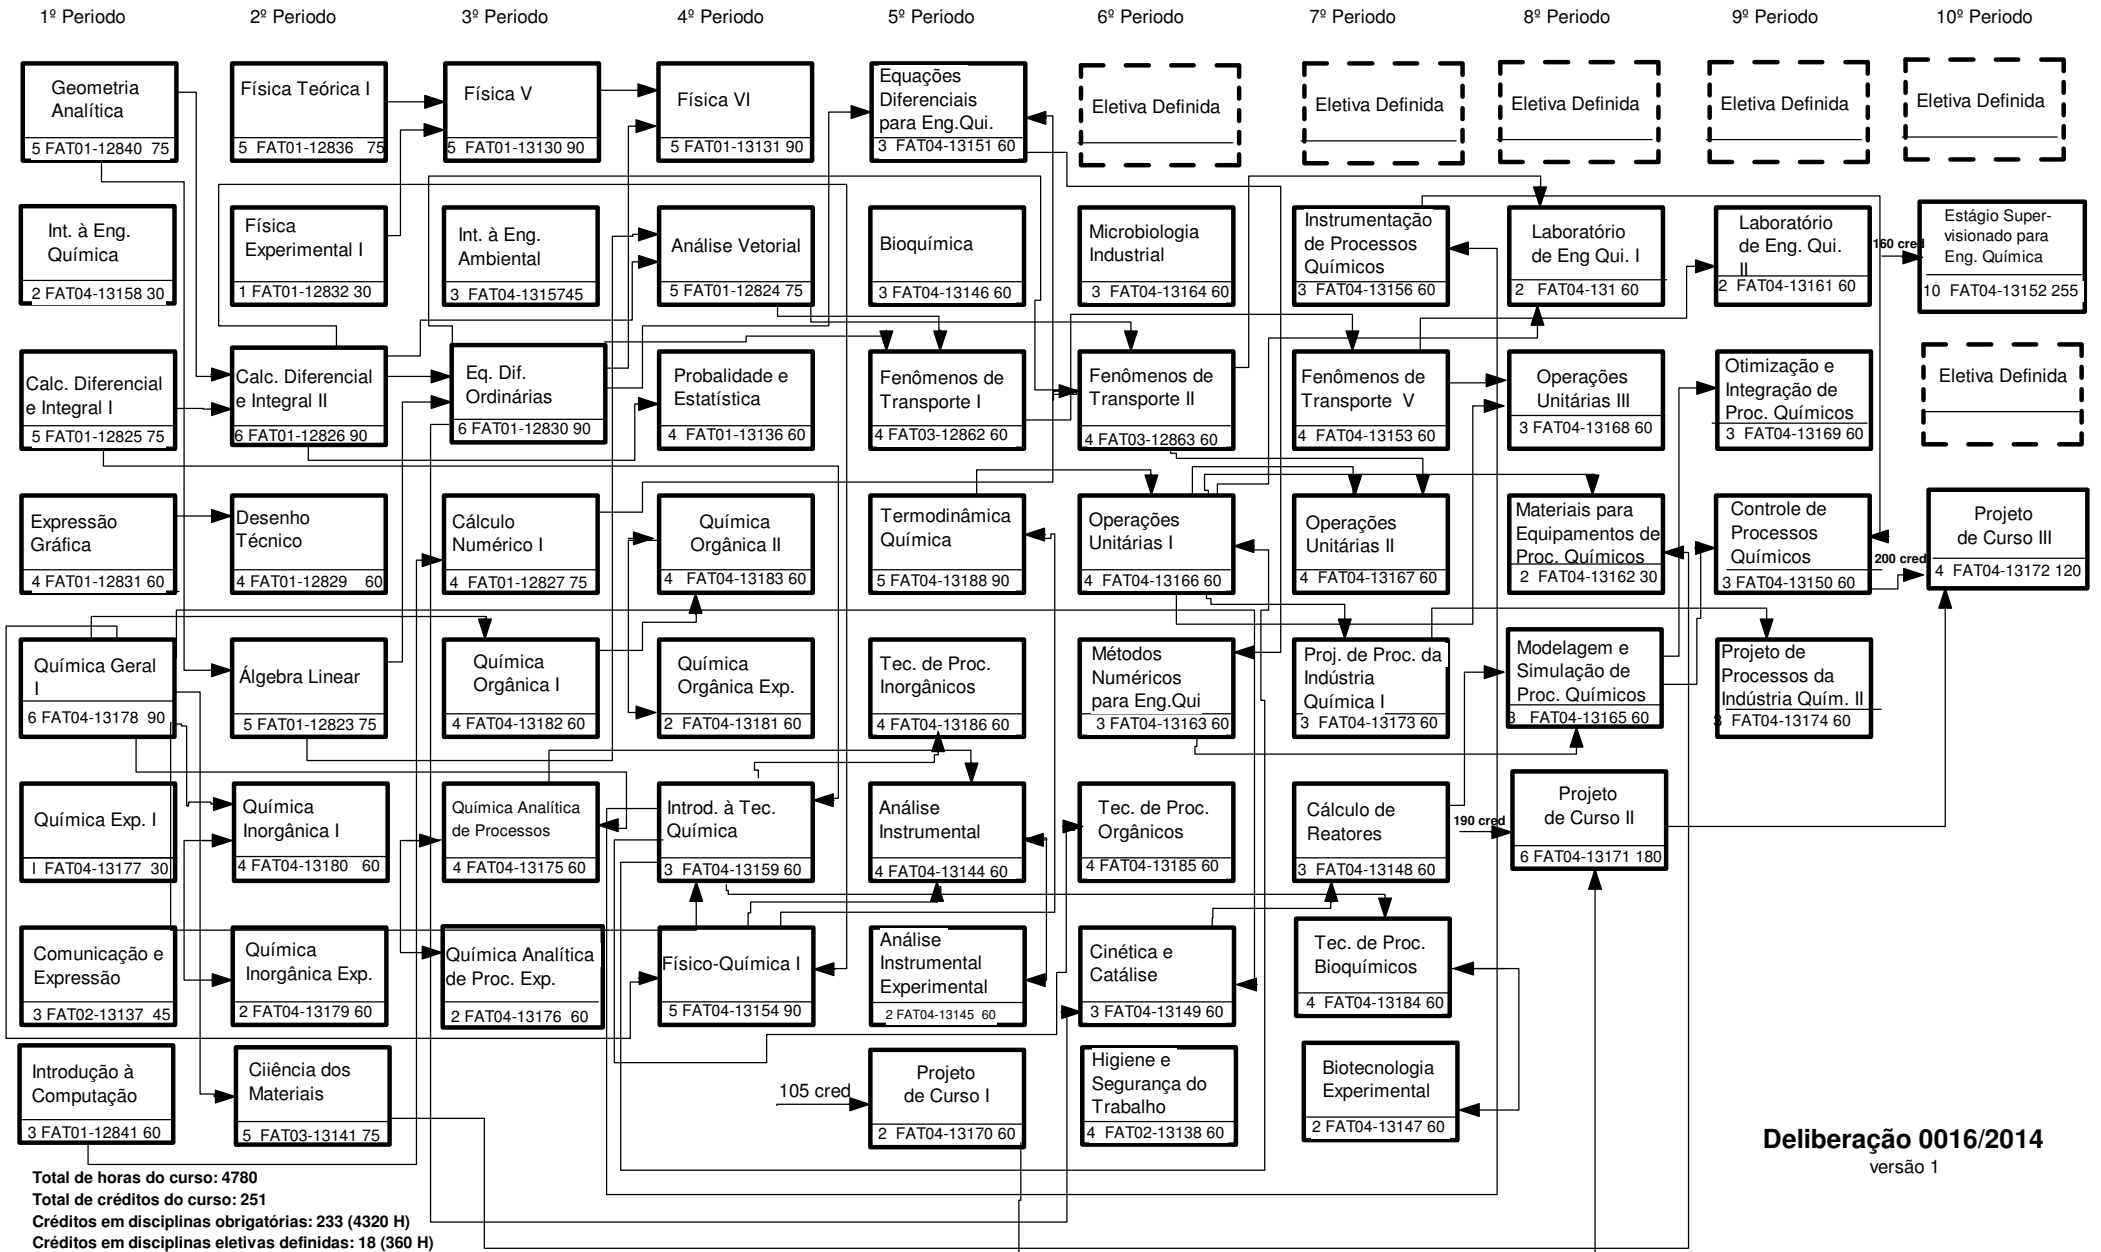 1º Periodo
2º Periodo
3º Periodo
4º Periodo
5º Periodo
6º Periodo
7º Periodo
8º Periodo
9º Periodo
10º Periodo
Geometria
Analítica
5 FAT01-12840 75
Física Teórica I
5 FAT01-12836 75
Física V
5 FAT01-13130 90
Física VI
5 FAT01-13131 90
Equações
Diferenciais
para Eng.Qui.
3 FAT04-13151 60
Eletiva Definida
Eletiva Definida
Eletiva Definida
Eletiva Definida
Eletiva Definida
Int. à Eng.
Química
2 FAT04-13158 30
Física
Experimental I
1 FAT01-12832 30
Int. à Eng.
Ambiental
3 FAT04-1315745
Análise Vetorial
5 FAT01-12824 75
Bioquímica
3 FAT04-13146 60
Microbiologia
Industrial
3 FAT04-13164 60
Instrumentação
de Processos
Químicos
3 FAT04-13156 60
Laboratório
de Eng Qui. I
2 FAT04-131 60
Laboratório
de Eng. Qui.
II
2 FAT04-13161 60
160 cred
Estágio Super-
visionado para
Eng. Química
10 FAT04-13152 255
Calc. Diferencial
e Integral I
5 FAT01-12825 75
Calc. Diferencial
e Integral II
6 FAT01-12826 90
Eq. Dif.
Ordinárias
6 FAT01-12830 90
Probalidade e
Estatística
4 FAT01-13136 60
Fenômenos de
Transporte I
4 FAT03-12862 60
Fenômenos de
Transporte II
4 FAT03-12863 60
Fenômenos de
Transporte V
4 FAT04-13153 60
Operações
Unitárias III
3 FAT04-13168 60
Otimização e
Integração de
Proc. Químicos
3 FAT04-13169 60
Eletiva Definida
Expressão
Gráfica
4 FAT01-12831 60
Desenho
Técnico
4 FAT01-12829 60
Cálculo
Numérico I
4 FAT01-12827 75
Química
Orgânica II
4 FAT04-13183 60
Termodinâmica
Química
5 FAT04-13188 90
Operações
Unitárias I
4 FAT04-13166 60
Operações
Unitárias II
4 FAT04-13167 60
Materiais para
Equipamentos de
Proc. Químicos
2 FAT04-13162 30
Controle de
Processos
Químicos
3 FAT04-13150 60
200 cred
Projeto
de Curso III
4 FAT04-13172 120
Química Geral
I
6 FAT04-13178 90
Álgebra Linear
5 FAT01-12823 75
Química
Orgânica I
4 FAT04-13182 60
Química
Orgânica Exp.
2 FAT04-13181 60
Tec. de Proc.
Inorgânicos
4 FAT04-13186 60
Métodos
Numéricos
para Eng.Qui
3 FAT04-13163 60
Proj. de Proc. da
Indústria
Química I
3 FAT04-13173 60
Modelagem e
Simulação de
Proc. Químicos
3 FAT04-13165 60
Projeto de
Processos da
Indústria Quím. II
3 FAT04-13174 60
Química Exp. I
I FAT04-13177 30
Química
Inorgânica I
4 FAT04-13180 60
Química Analítica
de Processos
4 FAT04-13175 60
Introd. à Tec.
Química
3 FAT04-13159 60
Análise
Instrumental
4 FAT04-13144 60
Tec. de Proc.
Orgânicos
4 FAT04-13185 60
Cálculo de
Reatores
3 FAT04-13148 60
190 cred
Projeto
de Curso II
6 FAT04-13171 180
Comunicação e
Expressão
3 FAT02-13137 45
Química
Inorgânica Exp.
2 FAT04-13179 60
Química Analítica
de Proc. Exp.
2 FAT04-13176 60
Físico-Química I
5 FAT04-13154 90
Análise
Instrumental
Experimental
2 FAT04-13145 60
Cinética e
Catálise
3 FAT04-13149 60
Tec. de Proc.
Bioquímicos
4 FAT04-13184 60
Introdução à
Computação
3 FAT01-12841 60
Ciiência dos
Materiais
5 FAT03-13141 75
105 cred
Projeto
de Curso I
2 FAT04-13170 60
Higiene e
Segurança do
Trabalho
4 FAT02-13138 60
Biotecnologia
Experimental
2 FAT04-13147 60
Deliberação 0016/2014
versão 1
Total de horas do curso: 4780
Total de créditos do curso: 251
Créditos em disciplinas obrigatórias: 233 (4320 H)
Créditos em disciplinas eletivas definidas: 18 (360 H)